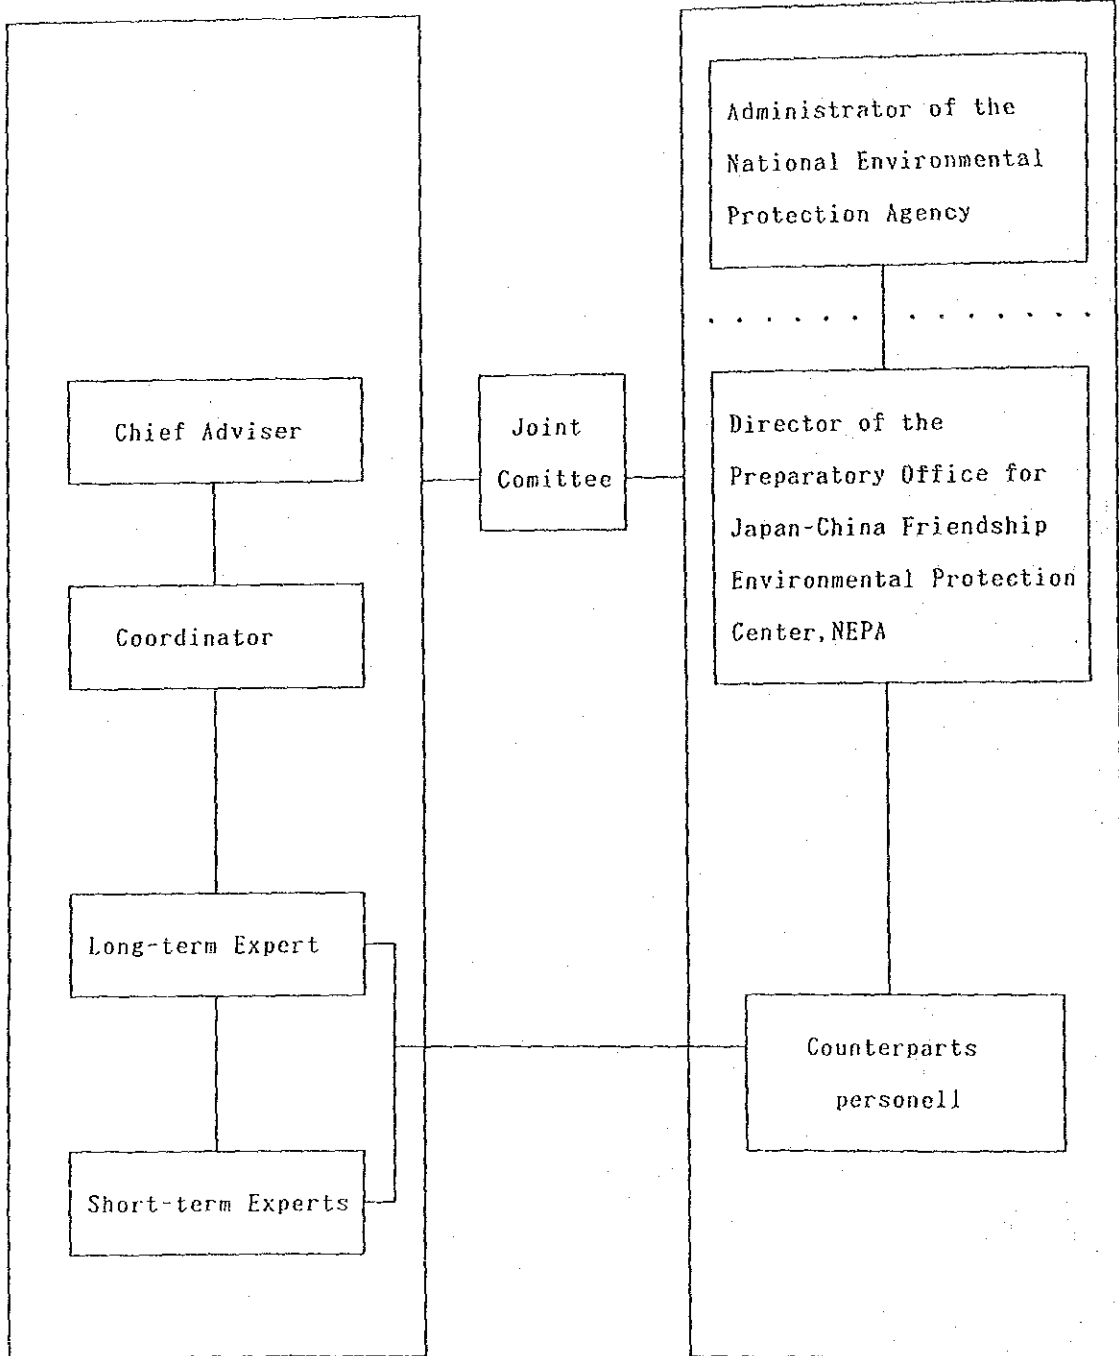 Administrator of the
National Environmental
Protection Agency
Chief Adviser
Joint
Comittee
Director of the
Preparatory Office for
Japan-China Friendship
Environmental Protection
Center,NEPA
Coordinator
Long-term Expert
Counterparts
personell
Short-term Experts